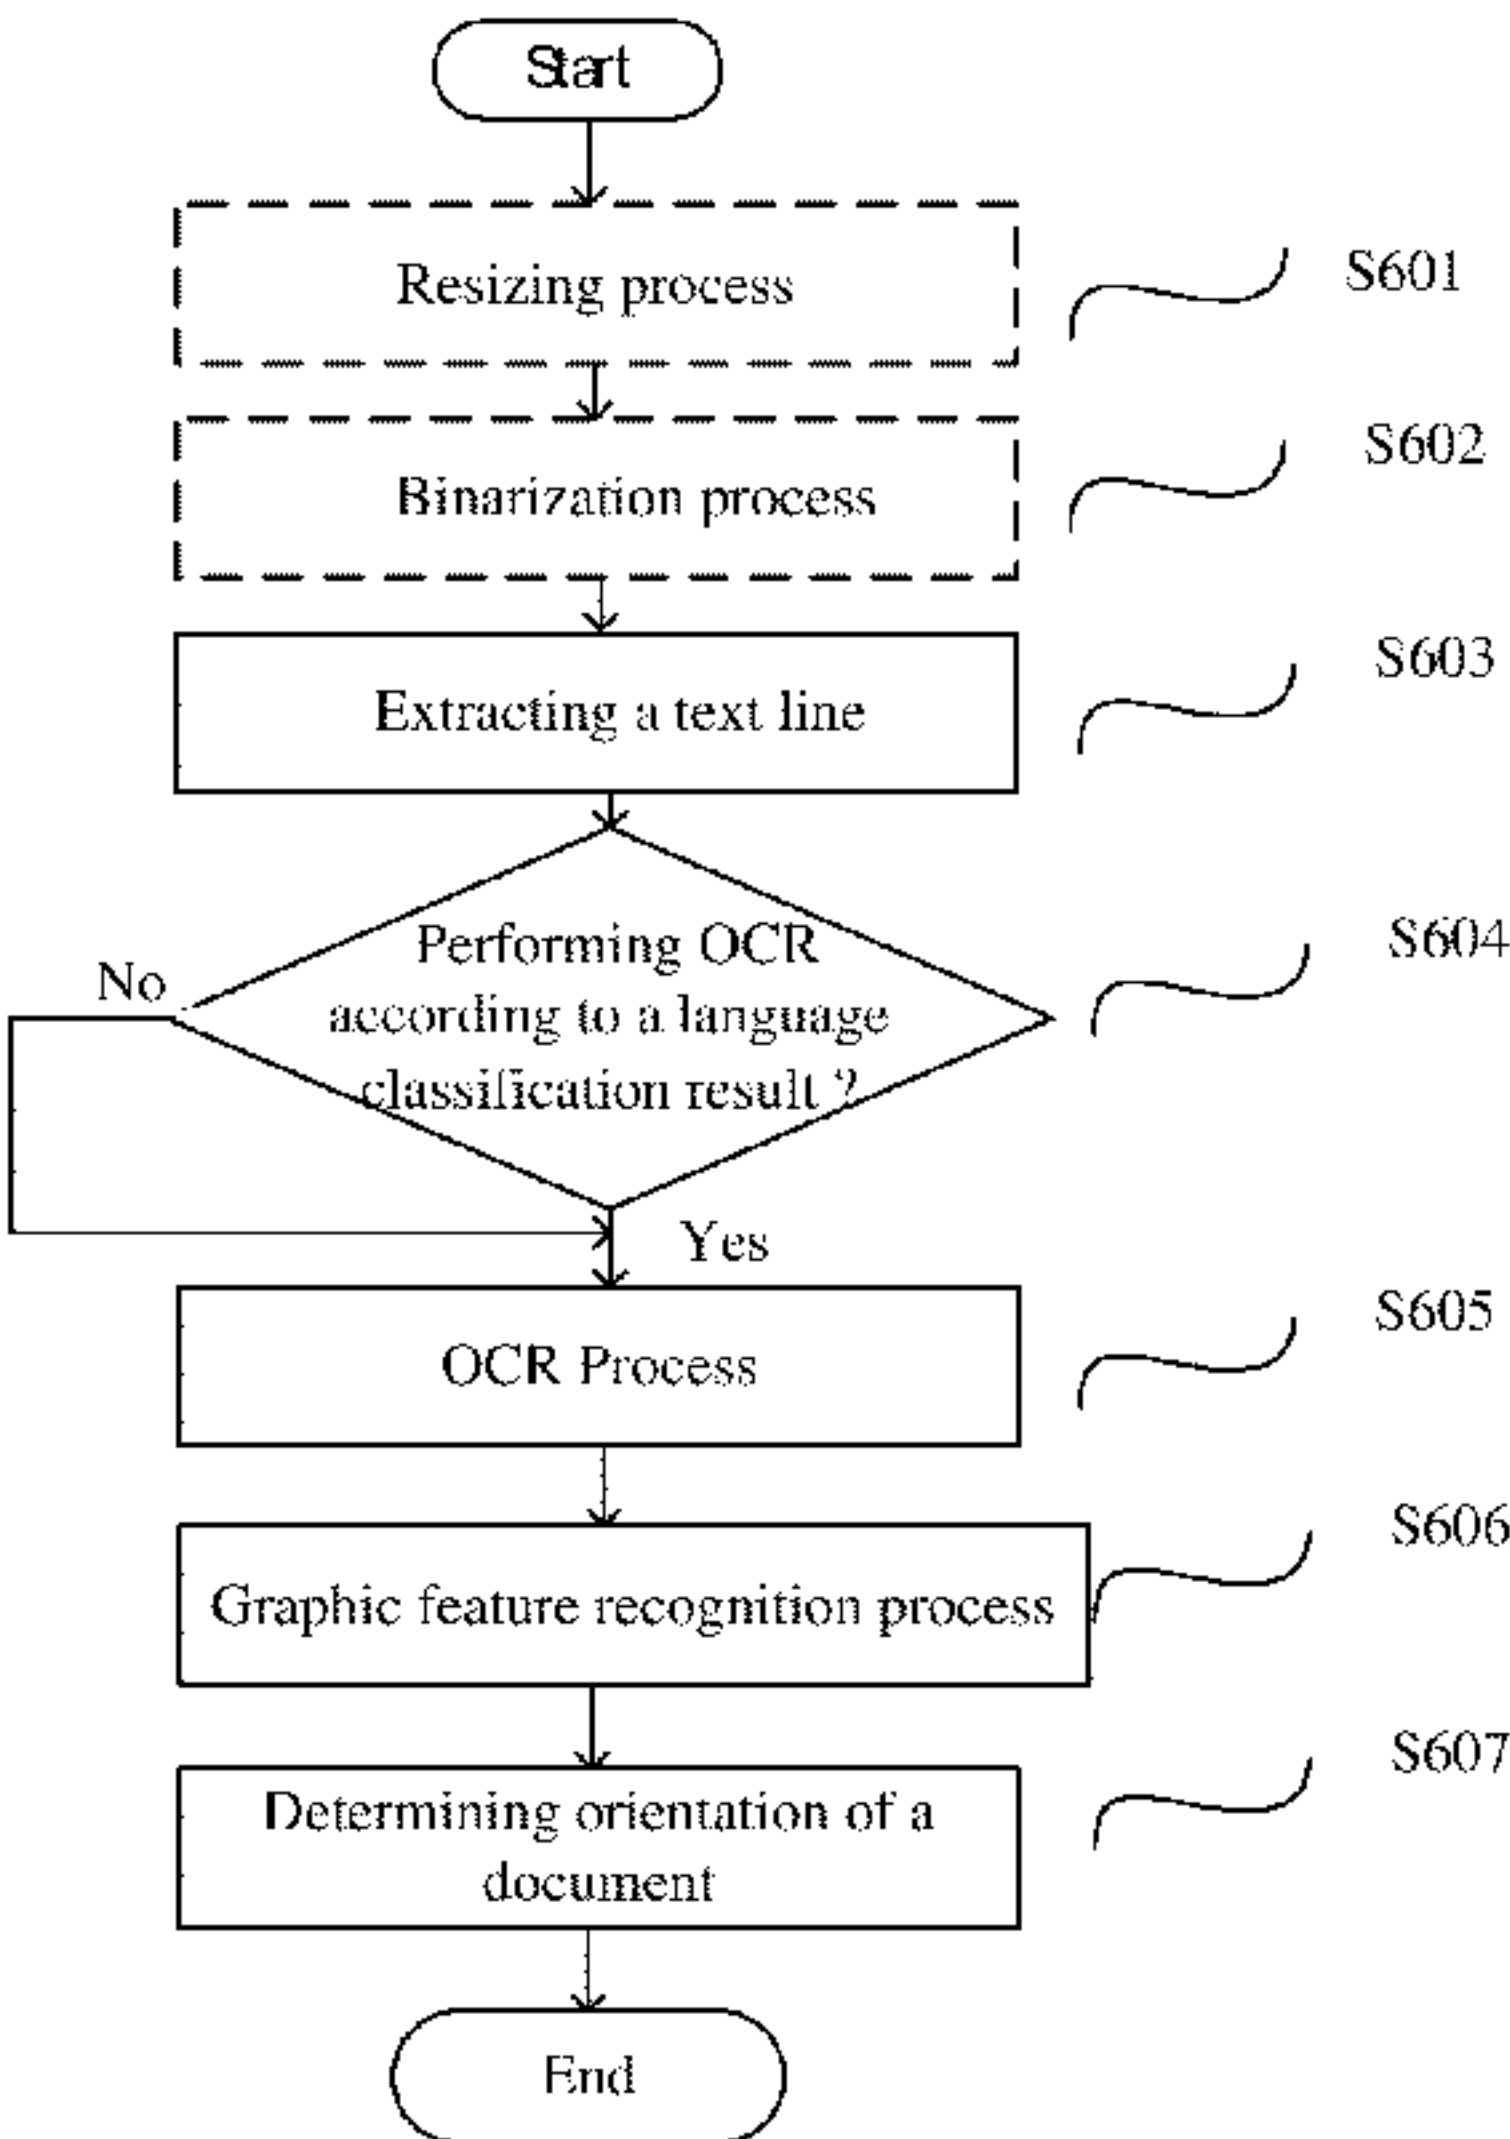 Start
Resizing process
S601
Binarization process
S602
Extracting a text line
S603
Performing OCR
according to a language
classification result ?
S604
No
Yes
OCR Process
S605
Graphic feature recognition process
S606
Determining orientation of a
document
S607
End